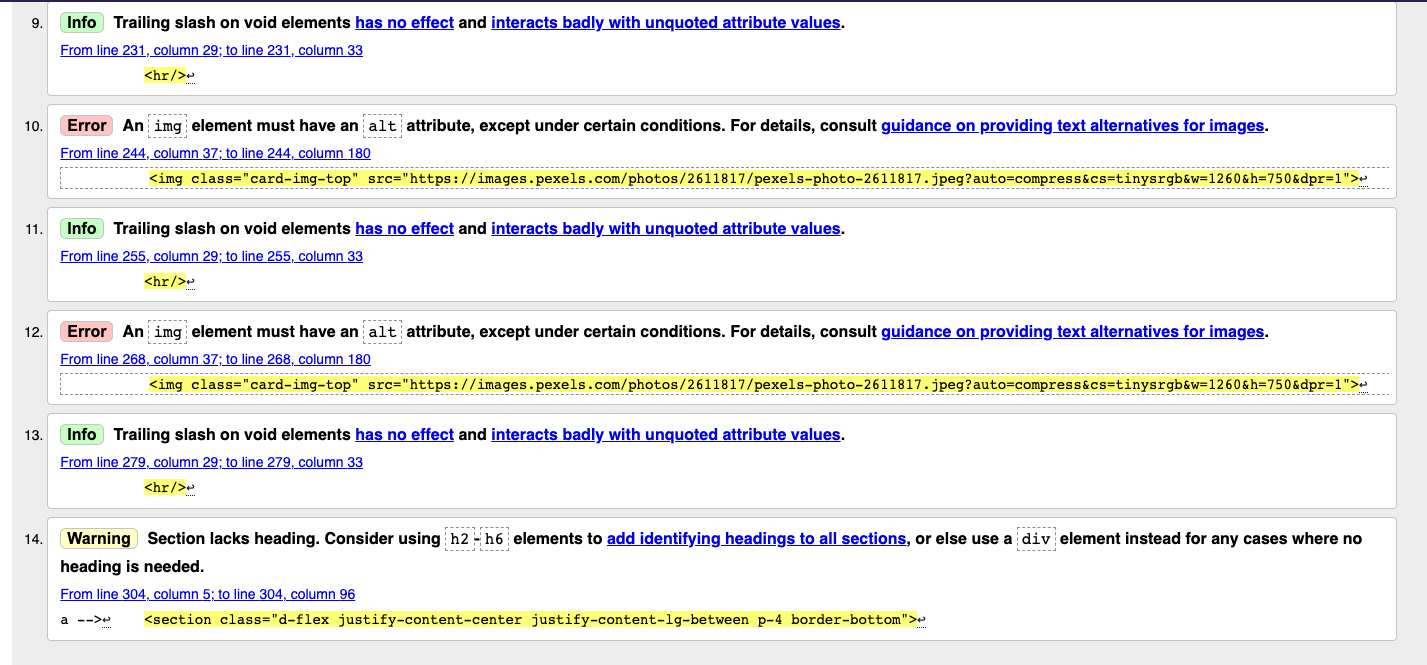 9. Info Trailing slash on void elements has no effect and interacts badly with unquoted attribute values.
From line 231, column 29; to line 231, column 33
<hr/>↩
10. Error An img element must have an alt attribute, except under certain conditions. For details, consult guidance on providing text alternatives for images.
From line 244, column 37; to line 244, column 180
<img class="card-img-top" src="https://images.pexels.com/photos/2611817/pexels-photo-2611817.jpeg?auto=compress&cs=tinysrgb&w=1260&h=750&dpr=1">↩
11. Info Trailing slash on void elements has no effect and interacts badly with unquoted attribute values.
From line 255, column 29; to line 255, column 33
<hr/>↩
12. Error An img element must have an alt attribute, except under certain conditions. For details, consult guidance on providing text alternatives for images.
From line 268, column 37; to line 268, column 180
<img class="card-img-top" src="https://images.pexels.com/photos/2611817/pexels-photo-2611817.jpeg?auto=compress&cs=tinysrgb&w=1260&h=750&dpr=1">↩
13. Info Trailing slash on void elements has no effect and interacts badly with unquoted attribute values.
From line 279, column 29; to line 279, column 33
<hr/>↩
14. Warning Section lacks heading. Consider using h2-h6 elements to add identifying headings to all sections, or else use a div element instead for any cases where no
heading is needed.
From line 304, column 5; to line 304, column 96
a -->↩ <section class="d-flex justify-content-center justify-content-lg-between p-4 border-bottom">↩